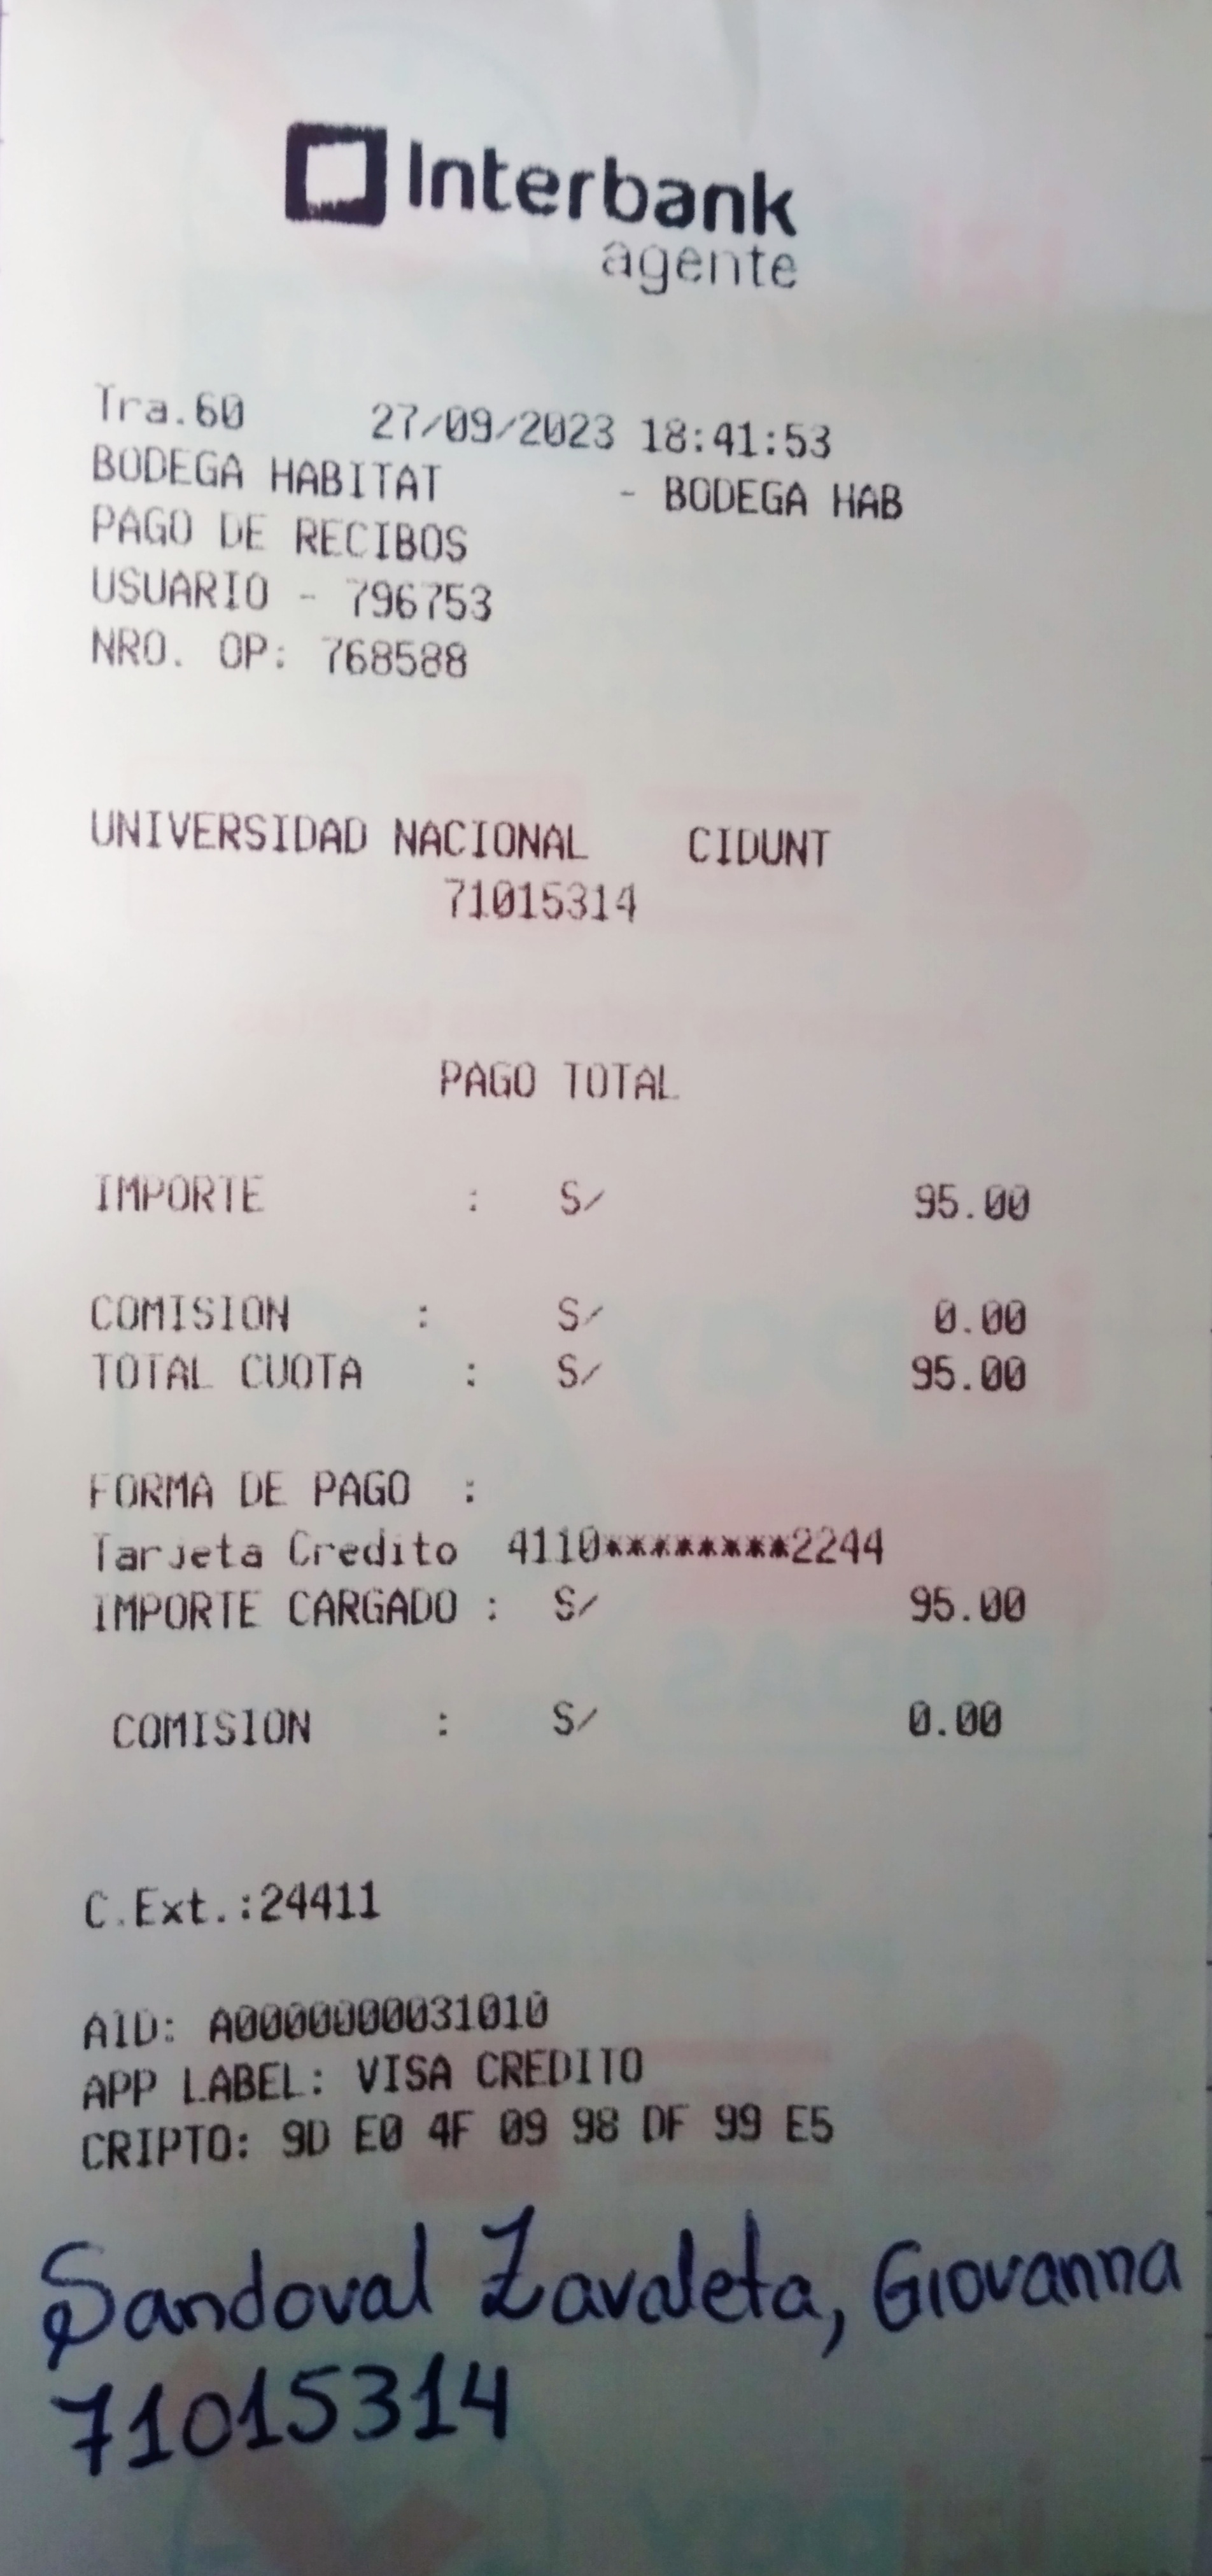 Interbank
agente
Tra.60 27/09/2023 18:41:53
BODEGA HABITAT - BODEGA HAB
PAGO DE RECIBOS
USUARIO - 796753
NRO. OP: 768588
UNIVERSIDAD NACIONAL CIDUNT
71015314
PAGO TOTAL
IMPORTE : S/ 95.00
COMISION : S/ 0.00
TOTAL CUOTA : S/ 95.00
FORMA DE PAGO :
Tarjeta Credito 4110********2244
IMPORTE CARGADO : S/ 95.00
COMISION : S/ 0.00
C.Ext.:24411
AID: A0000000031010
APP LABEL: VISA CREDITO
CRIPTO: 9D E0 4F 09 98 DF 99 E5
Sandoval Zavaleta, Giovanna
71015314